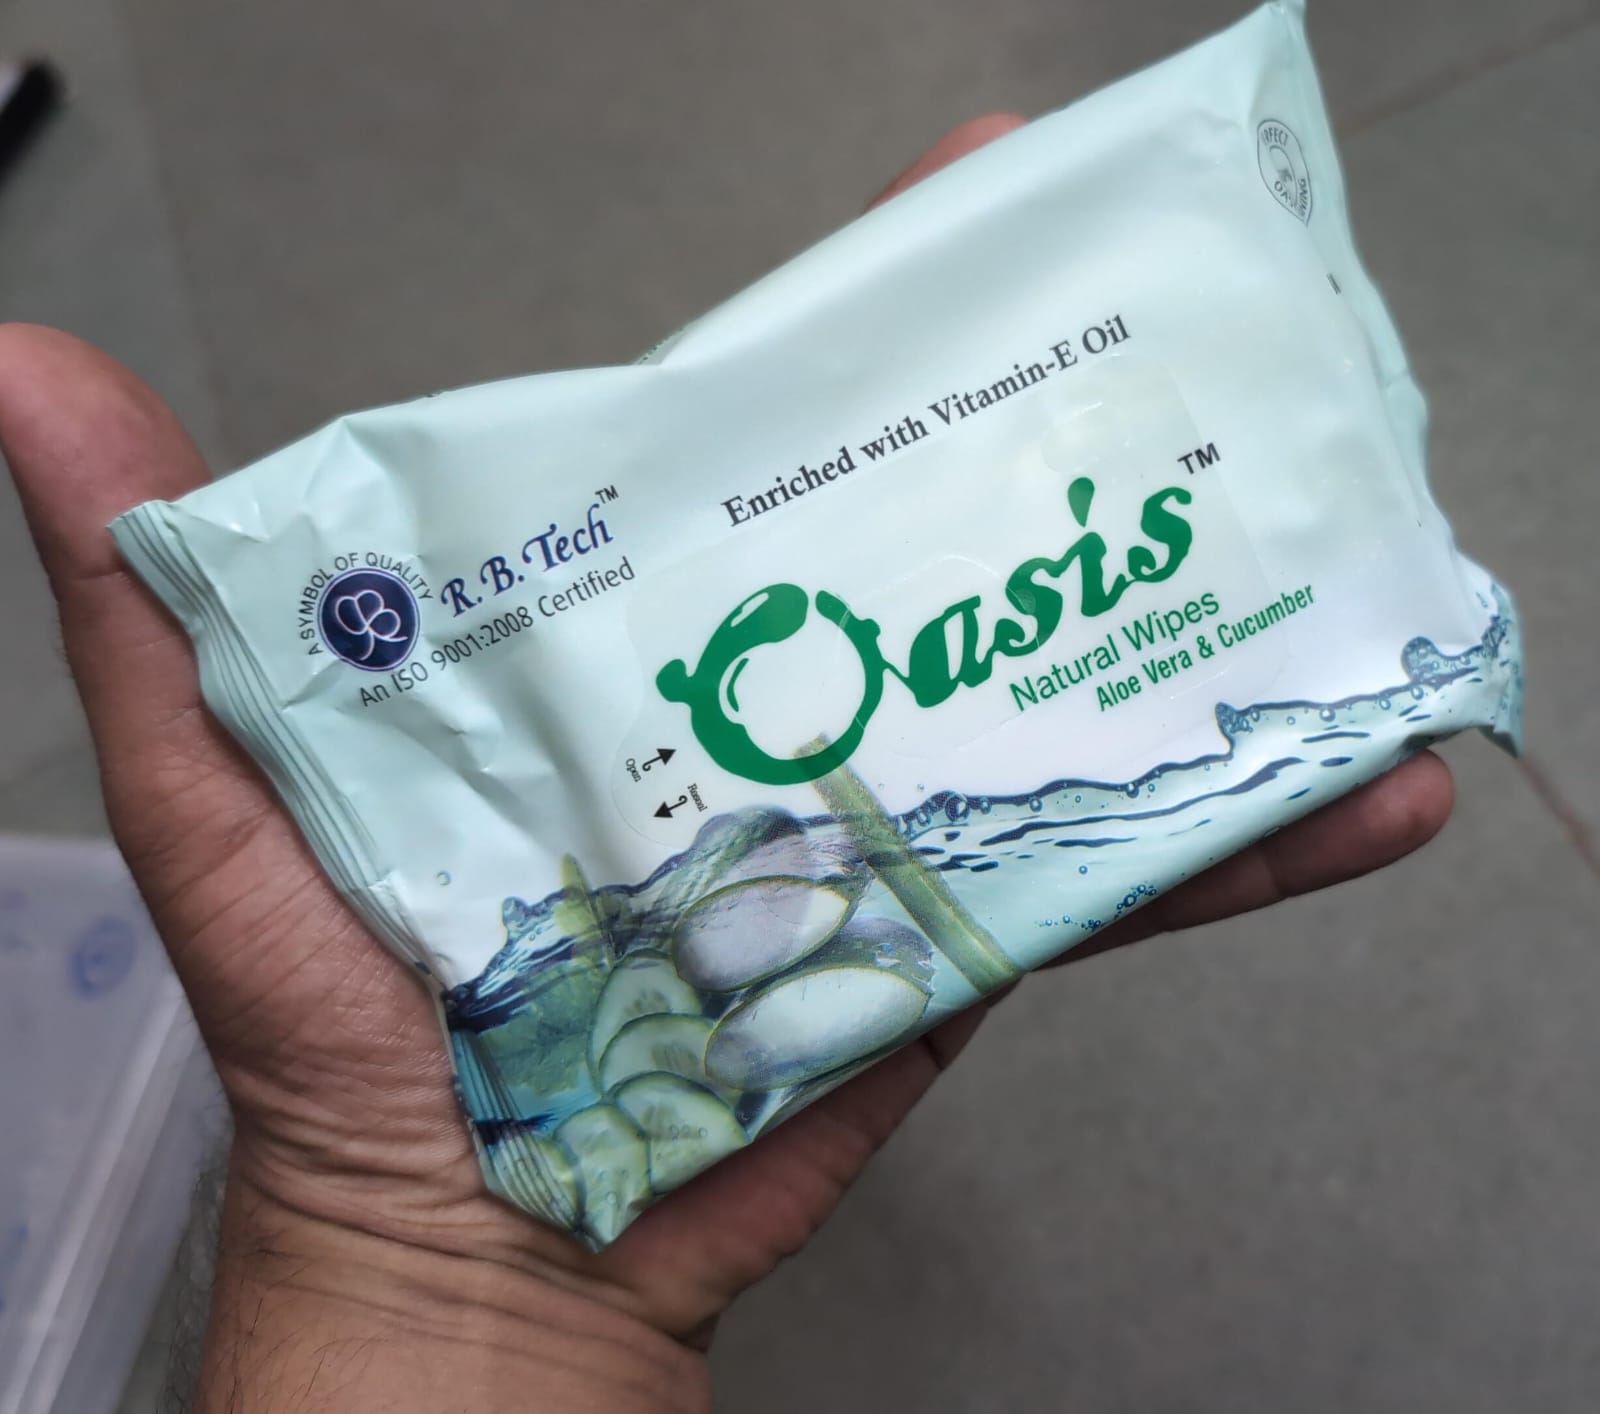 A SYMBOL OF QUALITY
R.B. Tech™
An ISO 9001:2008 Certified
Enriched with Vitamin-E Oil
Oasis™
Natural Wipes
Aloe Vera & Cucumber
Open